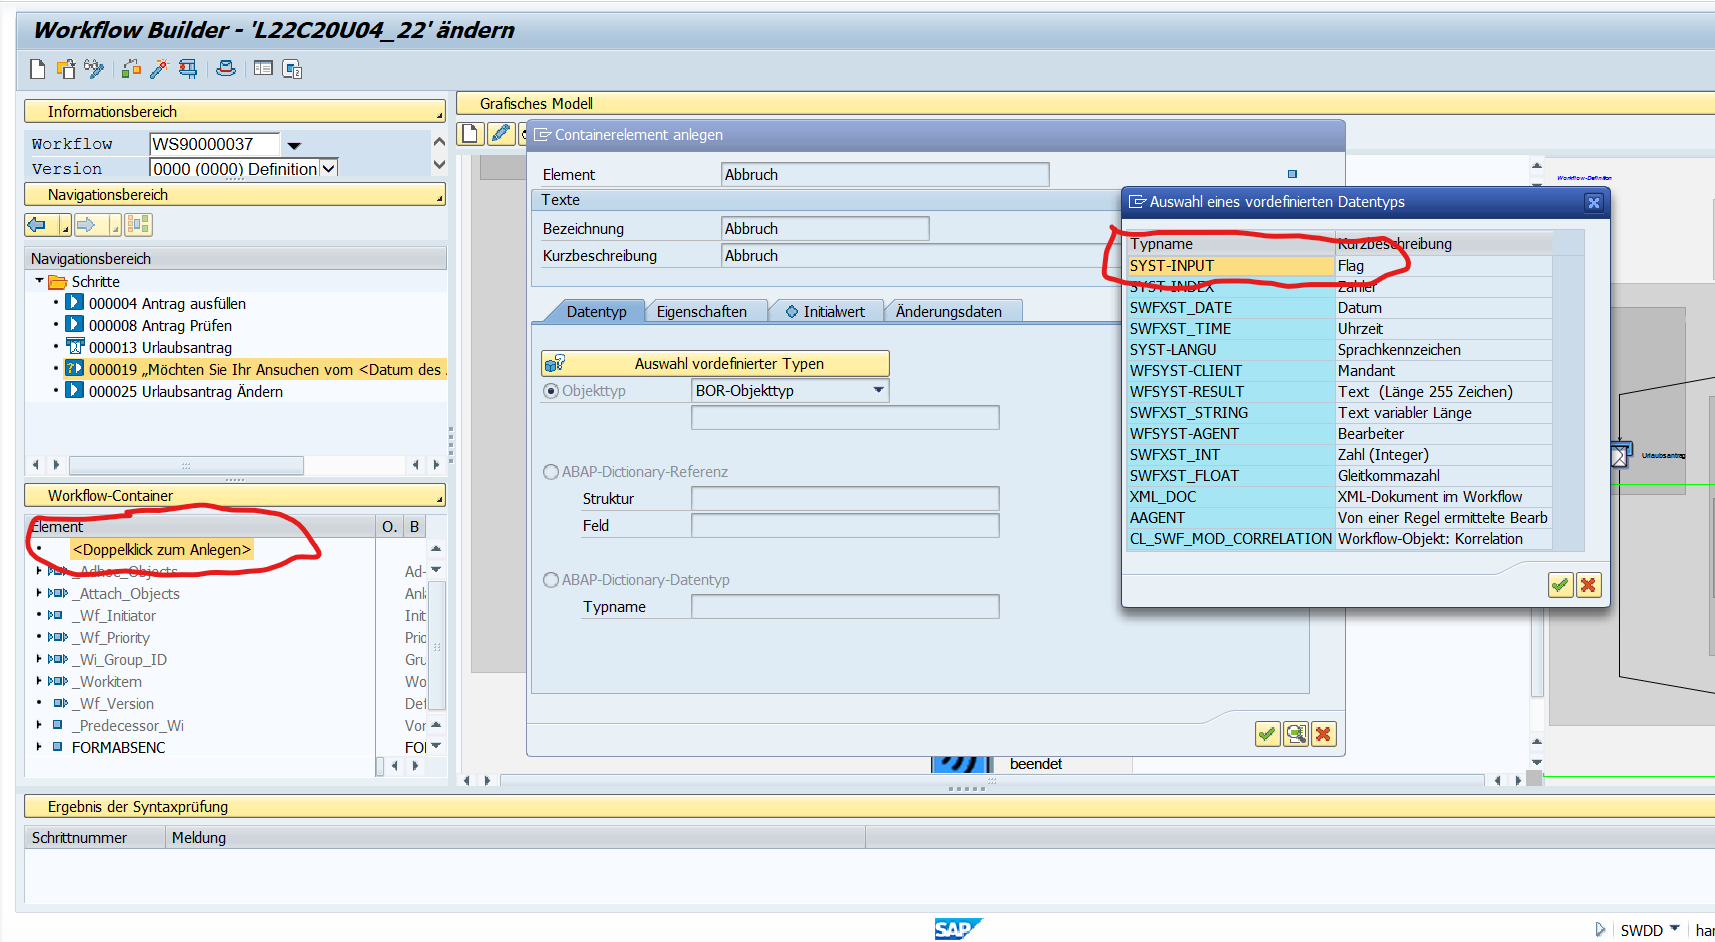 Workflow Builder - 'L22C20U04_22' ändern
Informationsbereich
Workflow WS90000037
Version 0000 (0000) Definition
Navigationsbereich
Navigationsbereich
Schritte
000004 Antrag ausfüllen
000008 Antrag Prüfen
000013 Urlaubsantrag
000019 „Möchten Sie Ihr Ansuchen vom <Datum des
000025 Urlaubsantrag Ändern
Workflow-Container
Element O. B
<Doppelklick zum Anlegen>
_Adhoc_Objects Ad-
_Attach_Objects Anl
_Wf_Initiator Init
_Wf_Priority Pric
_Wi_Group_ID Gru
_Workitem Wo
_Wf_Version Def
_Predecessor_Wi Vor
FORMABSENC FOI
Grafisches Modell
Containerelement anlegen
Element Abbruch
Texte
Bezeichnung Abbruch
Kurzbeschreibung Abbruch
Datentyp Eigenschaften Initialwert Änderungsdaten
Auswahl vordefinierter Typen
Objekttyp BOR-Objekttyp
ABAP-Dictionary-Referenz
Struktur
Feld
ABAP-Dictionary-Datentyp
Typname
beendet
Auswahl eines vordefinierten Datentyps
Typname Kurzbeschreibung
SYST-INPUT Flag
SYST-INDEX Zähler
SWFXST_DATE Datum
SWFXST_TIME Uhrzeit
SYST-LANGU Sprachkennzeichen
WFSYST-CLIENT Mandant
WFSYST-RESULT Text (Länge 255 Zeichen)
SWFXST_STRING Text variabler Länge
WFSYST-AGENT Bearbeiter
SWFXST_INT Zahl (Integer)
SWFXST_FLOAT Gleitkommazahl
XML_DOC XML-Dokument im Workflow
AAGENT Von einer Regel ermittelte Bearb
CL_SWF_MOD_CORRELATION Workflow-Objekt: Korrelation
Workflow-Definition
Urlaubsantrag
Ergebnis der Syntaxprüfung
Schrittnummer Meldung
SAP
SWDD
har